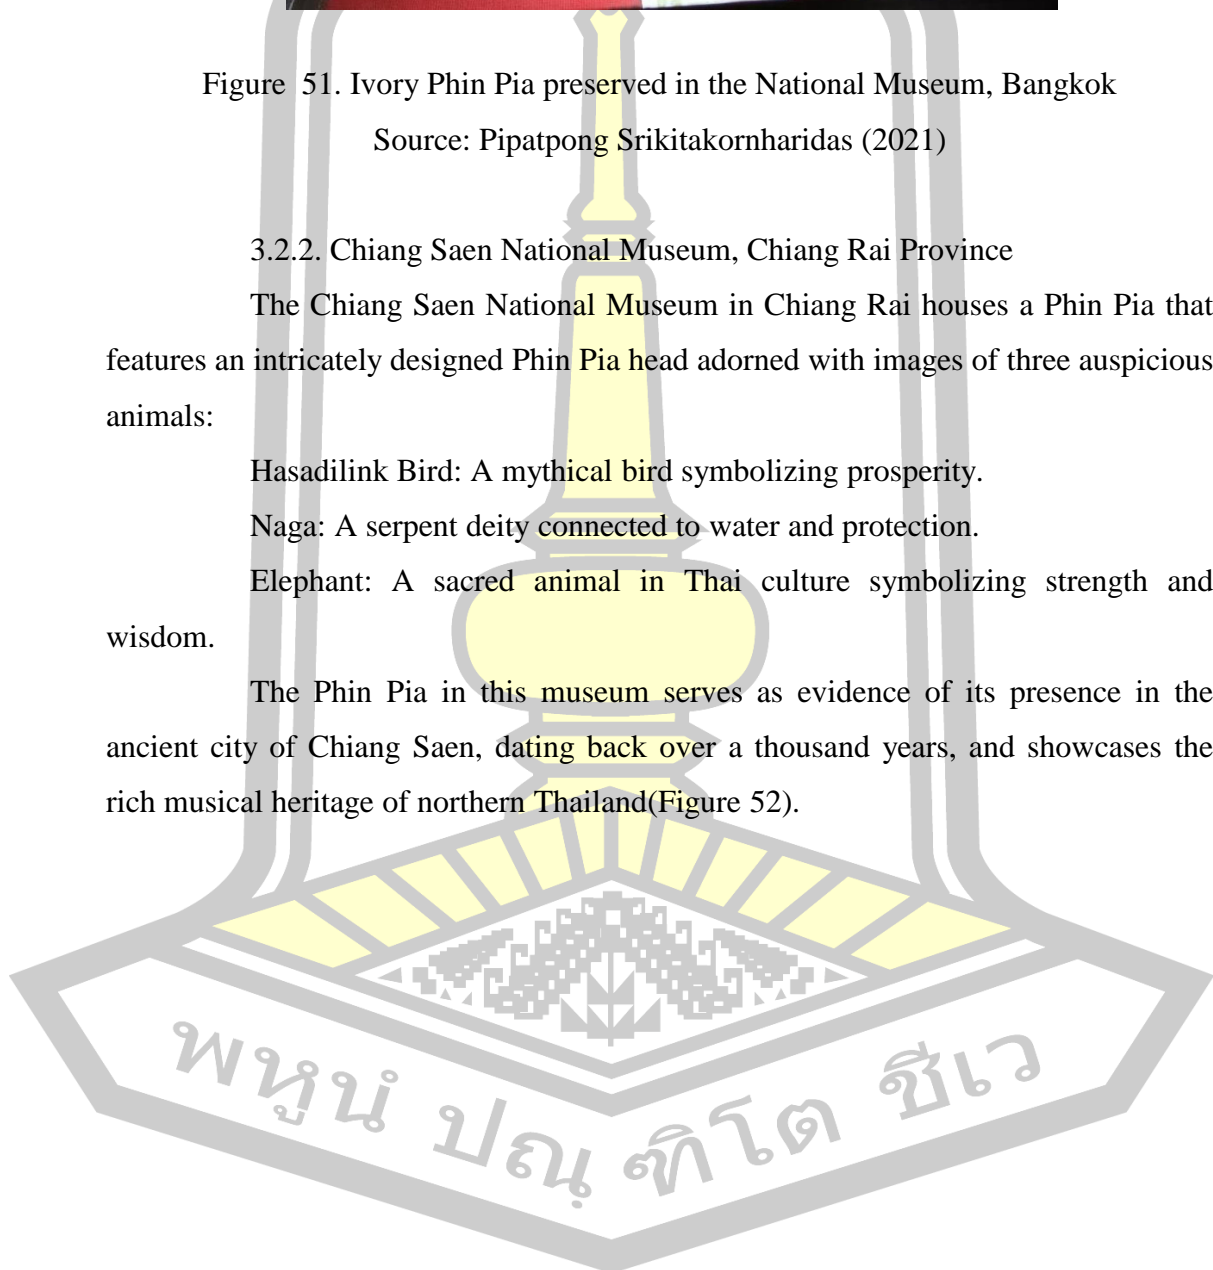 Figure  51. Ivory Phin Pia preserved in the National Museum, Bangkok
Source: Pipatpong Srikitakornharidas (2021)
3.2.2. Chiang Saen National Museum, Chiang Rai Province
The Chiang Saen National Museum in Chiang Rai houses a Phin Pia that
features an intricately designed Phin Pia head adorned with images of three auspicious
animals:
Hasadilink Bird: A mythical bird symbolizing prosperity.
Naga: A serpent deity connected to water and protection.
Elephant: A sacred animal in Thai culture symbolizing strength and
wisdom.
The Phin Pia in this museum serves as evidence of its presence in the
ancient city of Chiang Saen, dating back over a thousand years, and showcases the
rich musical heritage of northern Thailand(Figure 52).
พหูนํ ปณฺฑิโต ชีเว